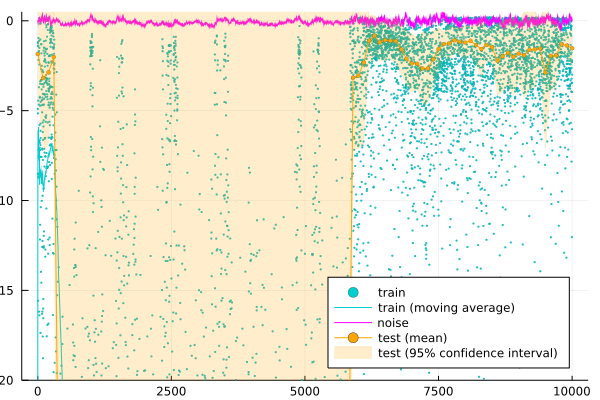 0
−5
10
15
20
0
2500
5000
7500
10000
train
train (moving average)
noise
test (mean)
test (95% confidence interval)